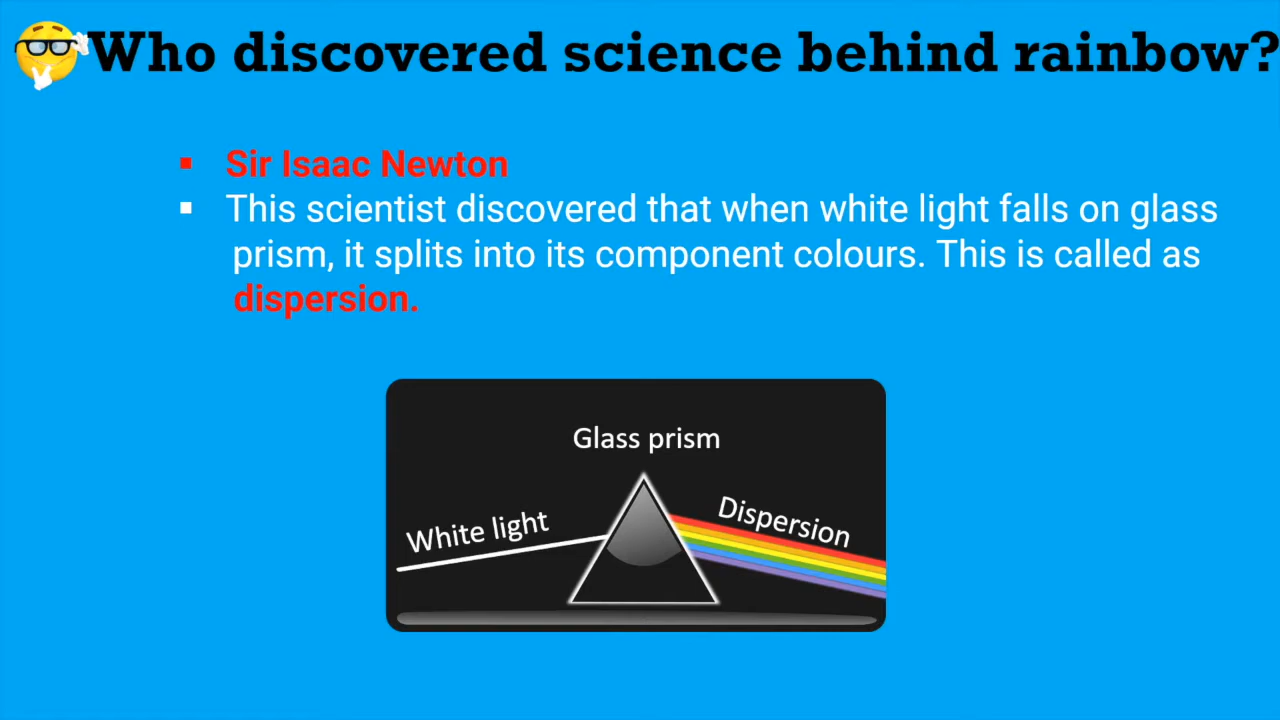 Who discovered science behind rainbow?
Sir Isaac Newton
This scientist discovered that when white light falls on glass
prism, it splits into its component colours. This is called as
dispersion.
Glass prism
White light
Dispersion